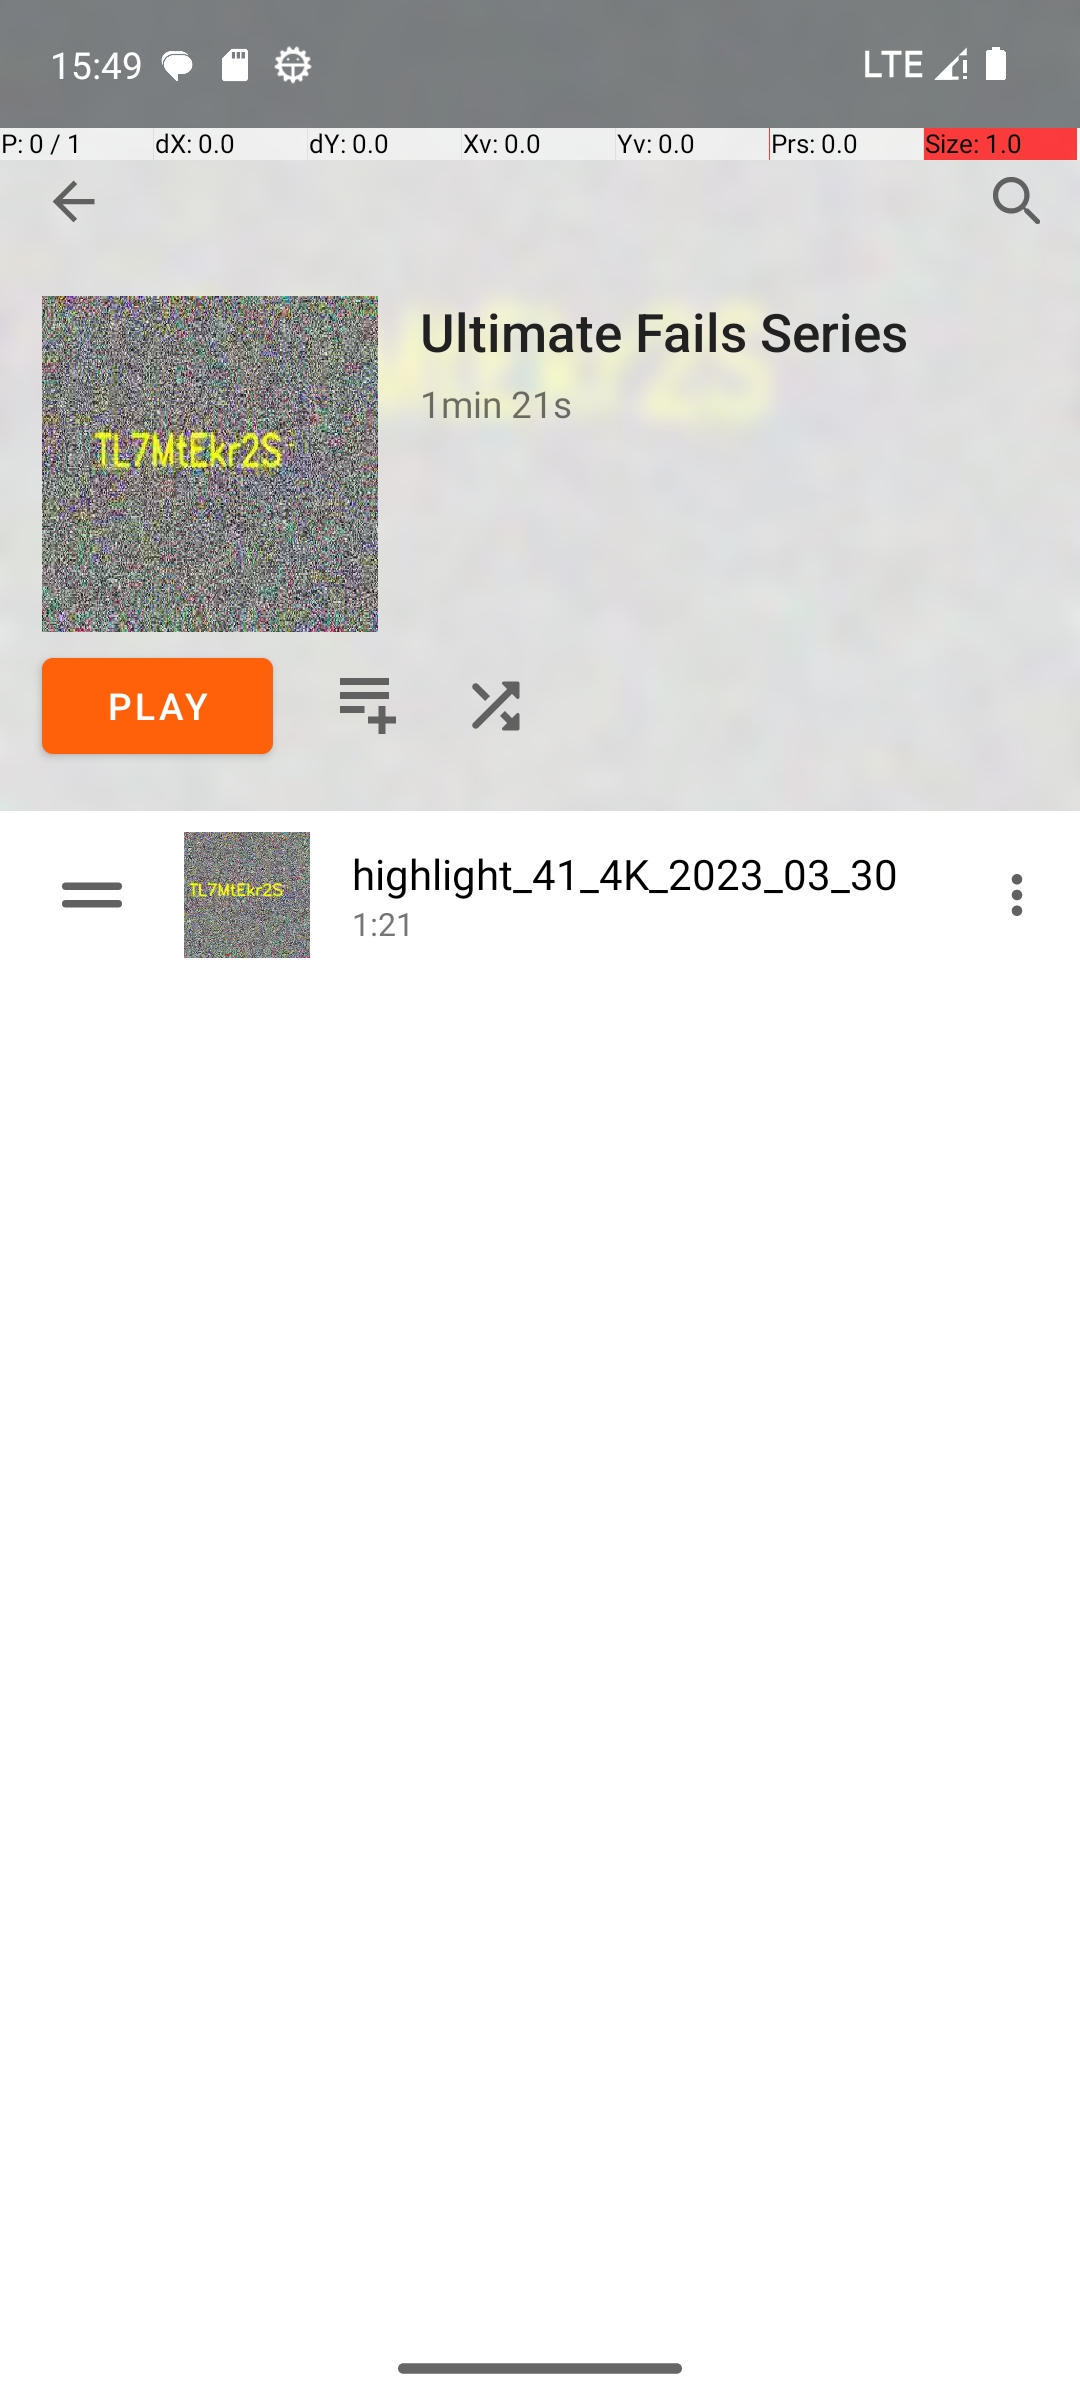 15:49
LTE
P: 0 / 1 dX: 0.0 dY: 0.0 Xv: 0.0 Yv: 0.0 Prs: 0.0 Size: 1.0
Ultimate Fails Series
1min 21s
TL7MtEkr2S
PLAY
TL7MtEkr2S
highlight_41_4K_2023_03_30
1:21